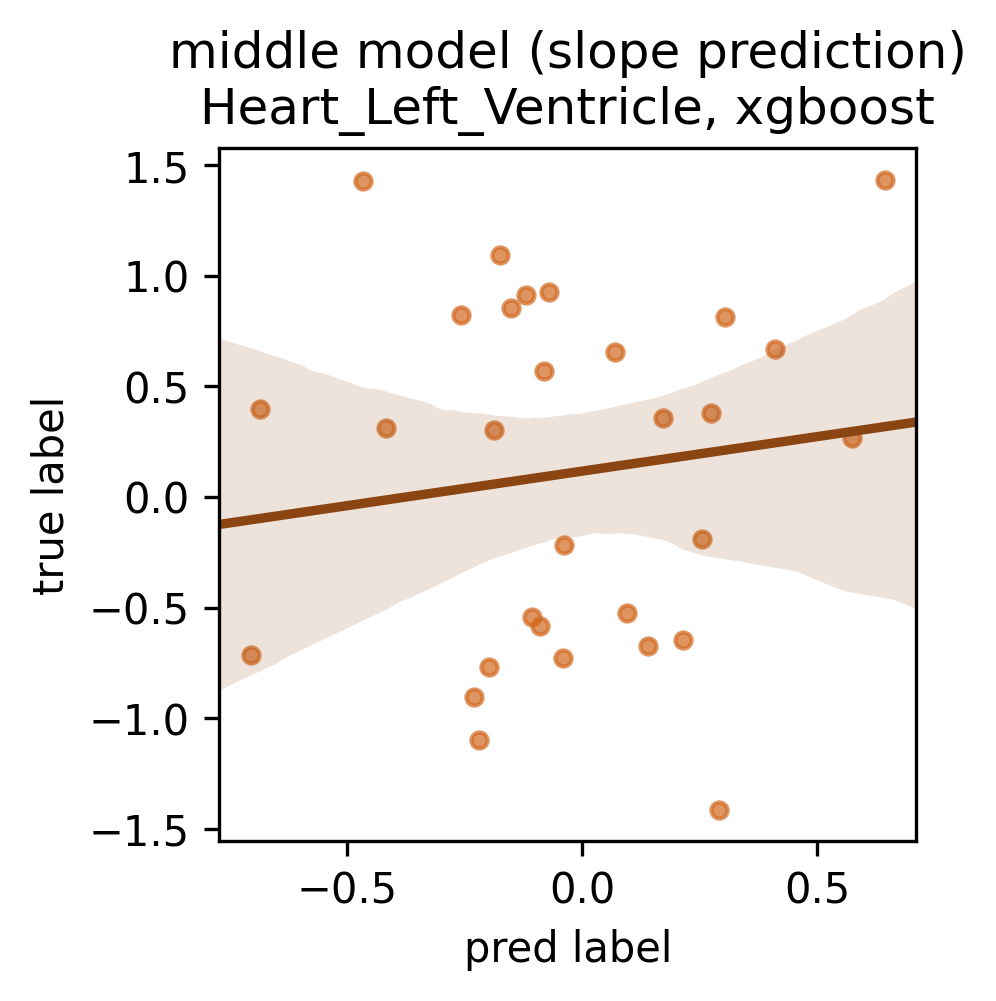 middle model (slope prediction)
Heart_Left_Ventricle, xgboost
1.5
1.0
0.5
0.0
−0.5
−1.0
−1.5
true label
−0.5 0.0 0.5
pred label